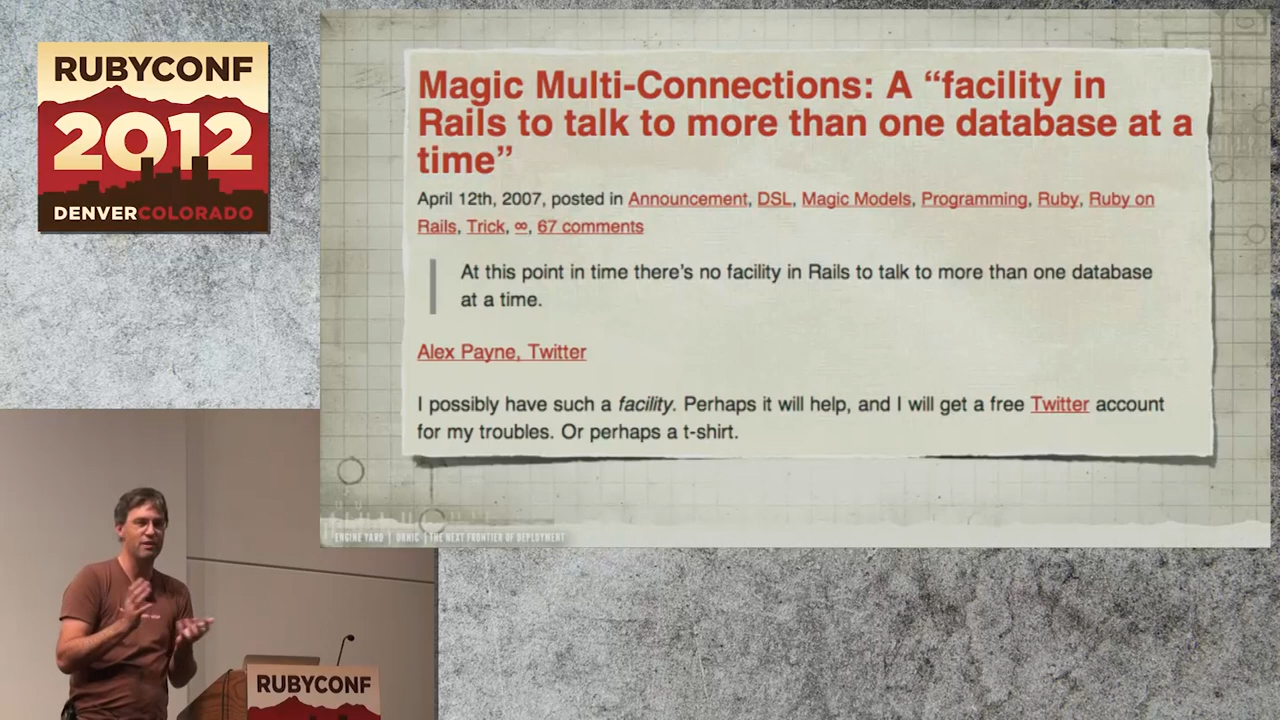 RUBYCONF
2012
DENVERCOLORADO
Magic Multi-Connections: A “facility in
Rails to talk to more than one database at a
time”
April 12th, 2007, posted in Announcement, DSL, Magic Models, Programming, Ruby, Ruby on
Rails, Trick, ∞, 67 comments
At this point in time there's no facility in Rails to talk to more than one database
at a time.
Alex Payne, Twitter
I possibly have such a facility. Perhaps it will help, and I will get a free Twitter account
for my troubles. Or perhaps a t-shirt.
ENGINE YARD | DRNIC | THE NEXT FRONTIER OF DEPLOYMENT
RUBYCONF